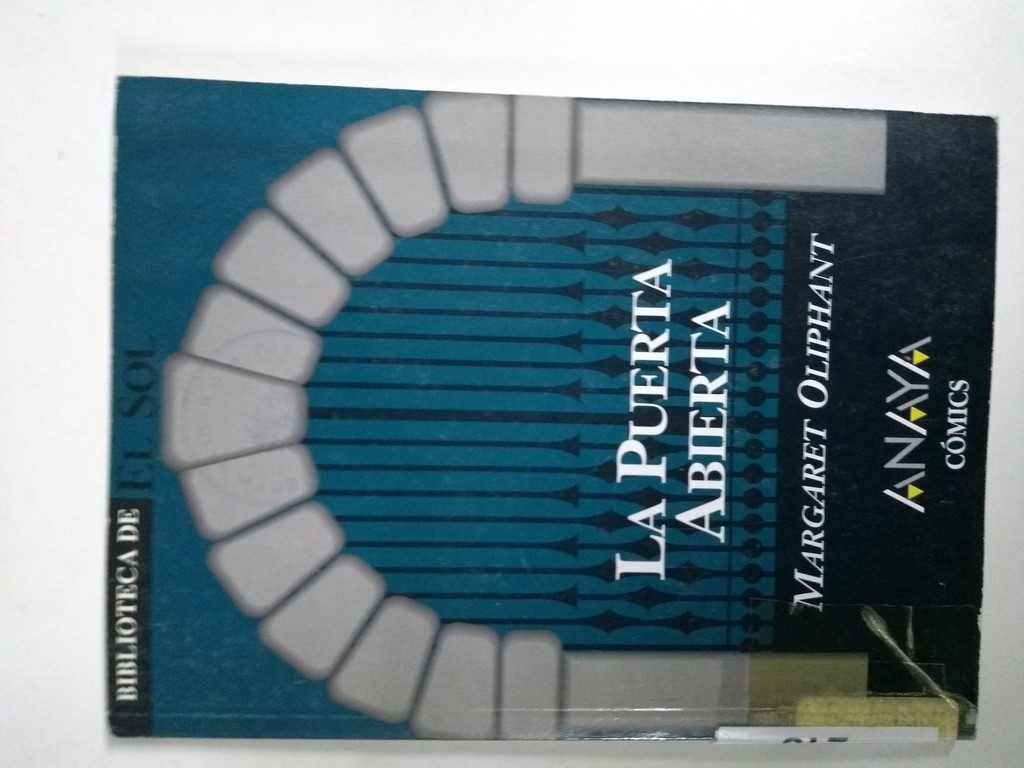 BIBLIOTECA DE
EL SOL
LA PUERTA
ABIERTA
MARGARET OLIPHANT
ANAYA
CÓMICS